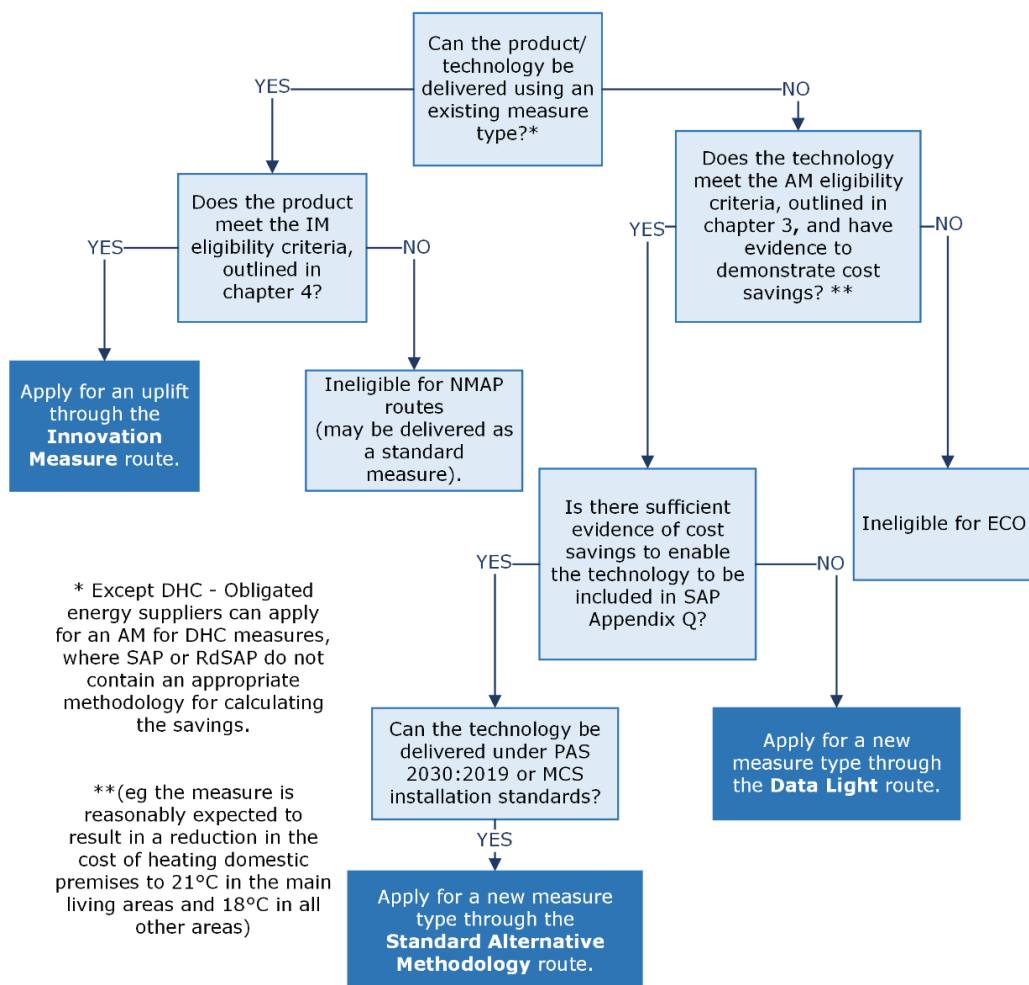 Can the product/
technology be
delivered using an
existing measure
type?*
YES
NO
Does the product
meet the IM
eligibility criteria,
outlined in
chapter 4?
YES
NO
Does the technology
meet the AM eligibility
criteria, outlined in
chapter 3, and have
evidence to
demonstrate cost
savings? **
YES
NO
Apply for an uplift
through the
Innovation
Measure route.
Ineligible for NMAP
routes
(may be delivered as
a standard
measure).
Is there sufficient
evidence of cost
savings to enable
the technology to be
included in SAP
Appendix Q?
YES
NO
Ineligible for ECO
* Except DHC - Obligated
energy suppliers can apply
for an AM for DHC measures,
where SAP or RdSAP do not
contain an appropriate
methodology for calculating
the savings.
Can the technology be
delivered under PAS
2030:2019 or MCS
installation standards?
YES
Apply for a new
measure type through
the Data Light route.
**(eg the measure is
reasonably expected to
result in a reduction in the
cost of heating domestic
premises to 21°C in the main
living areas and 18°C in all
other areas)
Apply for a new measure
type through the
Standard Alternative
Methodology route.